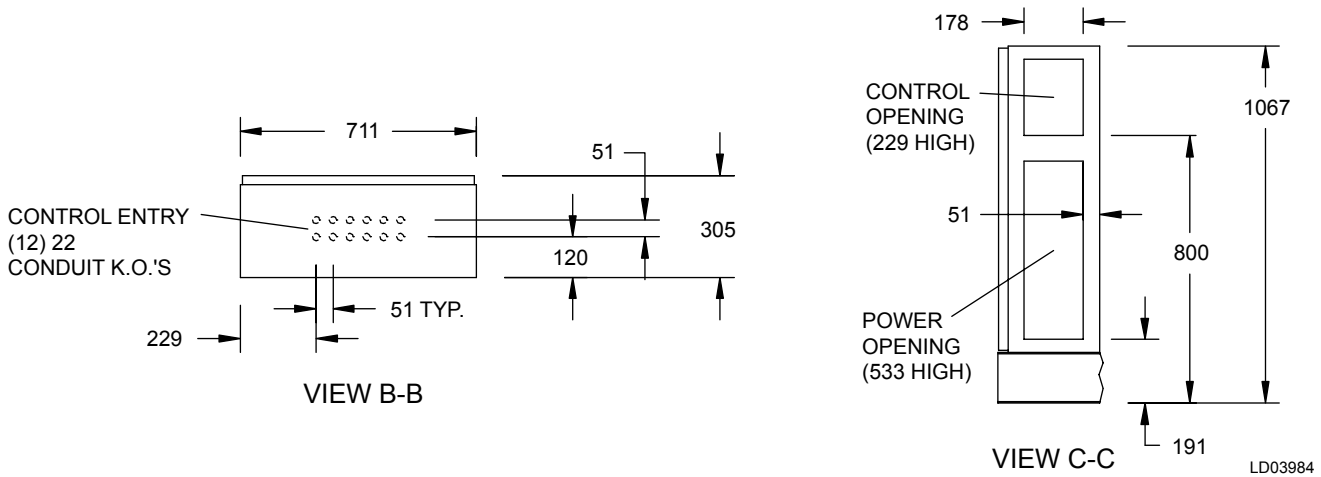 711
51
305
120
CONTROL ENTRY
(12) 22
CONDUIT K.O.'S
51 TYP.
229
VIEW B-B
178
CONTROL
OPENING
(229 HIGH)
1067
51
800
POWER
OPENING
(533 HIGH)
191
VIEW C-C
LD03984